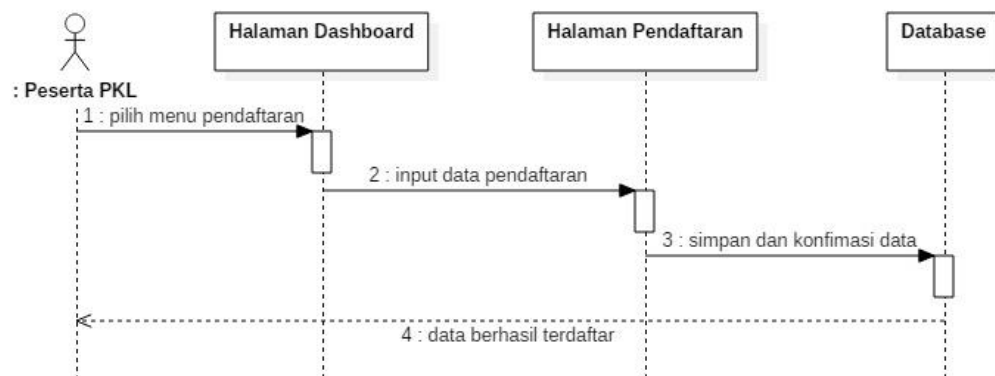 Halaman Dashboard
Halaman Pendaftaran
Database
: Peserta PKL
1 : pilih menu pendaftaran
2 : input data pendaftaran
3 : simpan dan konfimasi data
4 : data berhasil terdaftar